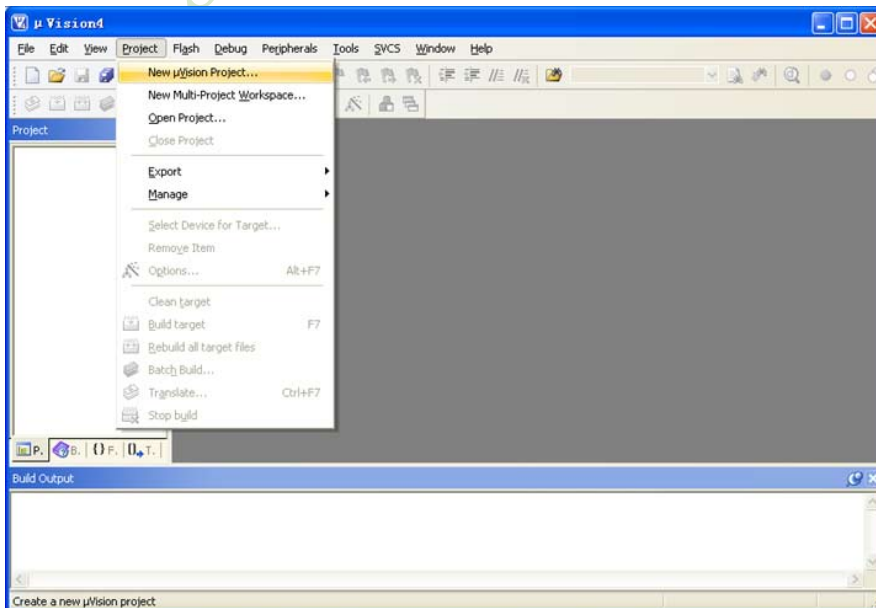 µVision4
File Edit View Project Flash Debug Peripherals Tools SVCS Window Help
New µVision Project...
New Multi-Project Workspace...
Open Project...
Close Project
Export
Manage
Select Device for Target...
Remove Item
Options... Alt+F7
Clean target
Build target F7
Rebuild all target files
Batch Build...
Translate... Ctrl+F7
Stop build
Project
P. B. {} F. 0 T.
Build Output
Create a new µVision project